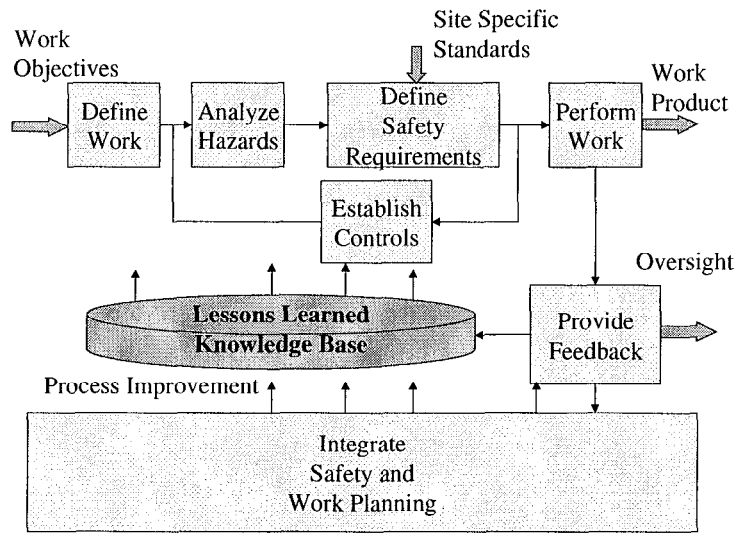 Work
Objectives
Site Specific
Standards
Work
Product
Define
Work
Analyze
Hazards
Define
Safety
Requirements
Perform
Work
Establish
Controls
Oversight
Lessons Learned
Knowledge Base
Provide
Feedback
Process Improvement
Integrate
Safety and
Work Planning